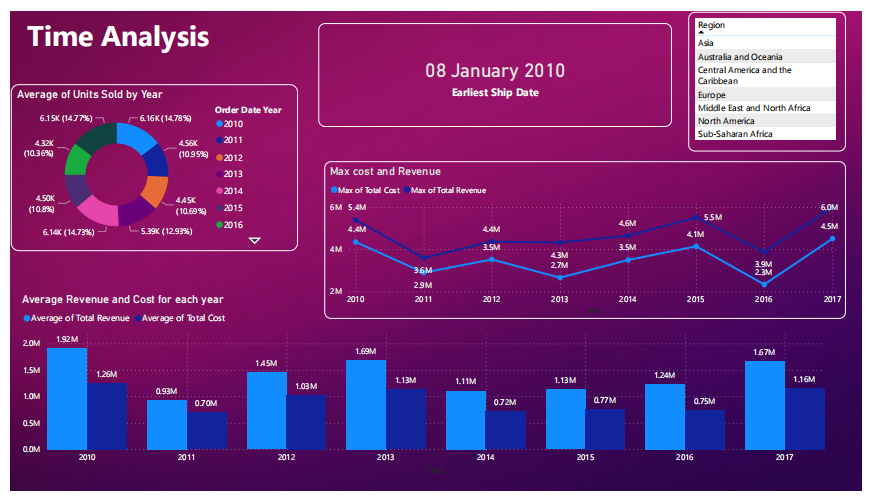 Time Analysis
08 January 2010
Earliest Ship Date
Region
Asia
Australia and Oceania
Central America and the
Caribbean
Europe
Middle East and North Africa
North America
Sub-Saharan Africa
Average of Units Sold by Year
6.15K (14.77%)
6.16K (14.78%)
4.32K
(10.36%)
4.56K
(10.95%)
4.50K
(10.8%)
4.45K
(10.69%)
6.14K (14.73%)
5.39K (12.93%)
Order Date Year
2010
2011
2012
2013
2014
2015
2016
Max cost and Revenue
Max of Total Cost Max of Total Revenue
6M
4M
2M
5.4M
4.4M
3.6M
2.9M
4.4M
3.5M
4.3M
2.7M
4.6M
3.5M
5.5M
4.1M
3.9M
2.3M
6.0M
4.5M
2010 2011 2012 2013 2014 2015 2016 2017
Average Revenue and Cost for each year
Average of Total Revenue Average of Total Cost
2.0M
1.5M
1.0M
0.5M
0.0M
1.92M
1.26M
0.93M
0.70M
1.45M
1.03M
1.69M
1.13M
1.11M
0.72M
1.13M
0.77M
1.24M
0.75M
1.67M
1.16M
2010 2011 2012 2013 2014 2015 2016 2017